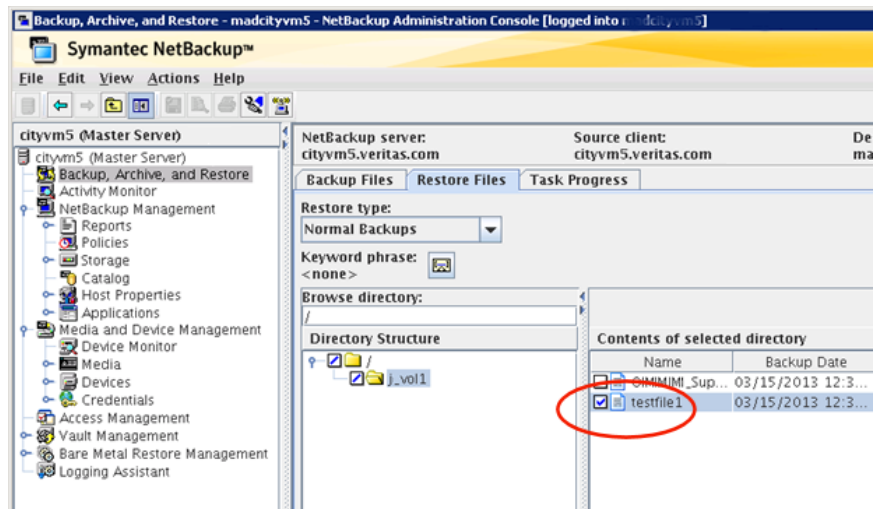 Backup, Archive, and Restore - madcityvm5 - NetBackup Administration Console [logged into madcityvm5]
Symantec NetBackup™
File Edit View Actions Help
cityvm5 (Master Server)
cityvm5 (Master Server)
Backup, Archive, and Restore
Activity Monitor
NetBackup Management
Reports
Policies
Storage
Catalog
Host Properties
Applications
Media and Device Management
Device Monitor
Media
Devices
Credentials
Access Management
Vault Management
Bare Metal Restore Management
Logging Assistant
NetBackup server: Source client: De
cityvm5.veritas.com cityvm5.veritas.com ma
Backup Files Restore Files Task Progress
Restore type:
Normal Backups
Keyword phrase:
<none>
Browse directory:
/
Directory Structure
/
j_vol1
Contents of selected directory
Name Backup Date
OIMIMIMI_Sup... 03/15/2013 12:3...
testfile1 03/15/2013 12:3...